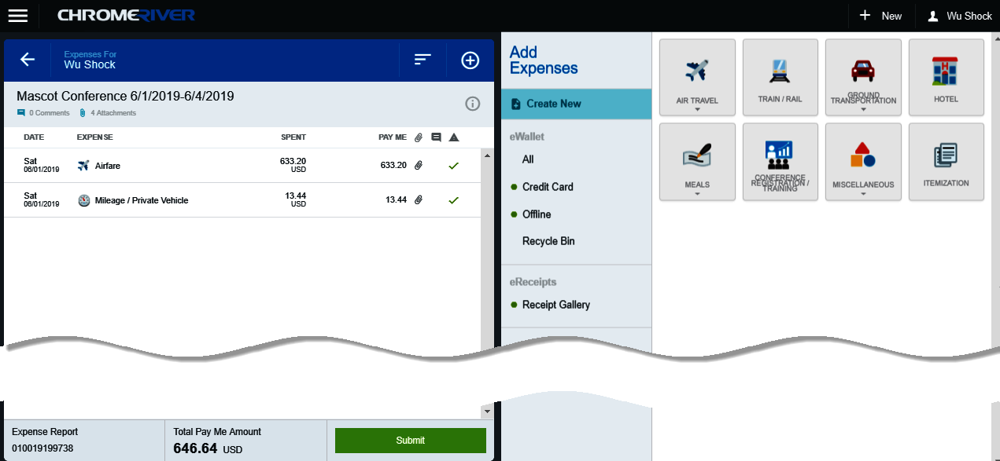 CHROMERIVER
New
Wu Shock
Expenses For
Wu Shock
Mascot Conference 6/1/2019-6/4/2019
0 Comments 4 Attachments
DATE EXPENSE SPENT PAY ME
Sat
06/01/2019
Airfare
633.20
USD
633.20
Sat
06/01/2019
Mileage / Private Vehicle
13.44
USD
13.44
Expense Report
010019199738
Total Pay Me Amount
646.64 USD
Submit
Add
Expenses
Create New
eWallet
All
Credit Card
Offline
Recycle Bin
eReceipts
Receipt Gallery
AIR TRAVEL
TRAIN / RAIL
GROUND
TRANSPORTATION
HOTEL
MEALS
CONFERENCE
REGISTRATION /
TRAINING
MISCELLANEOUS
ITEMIZATION